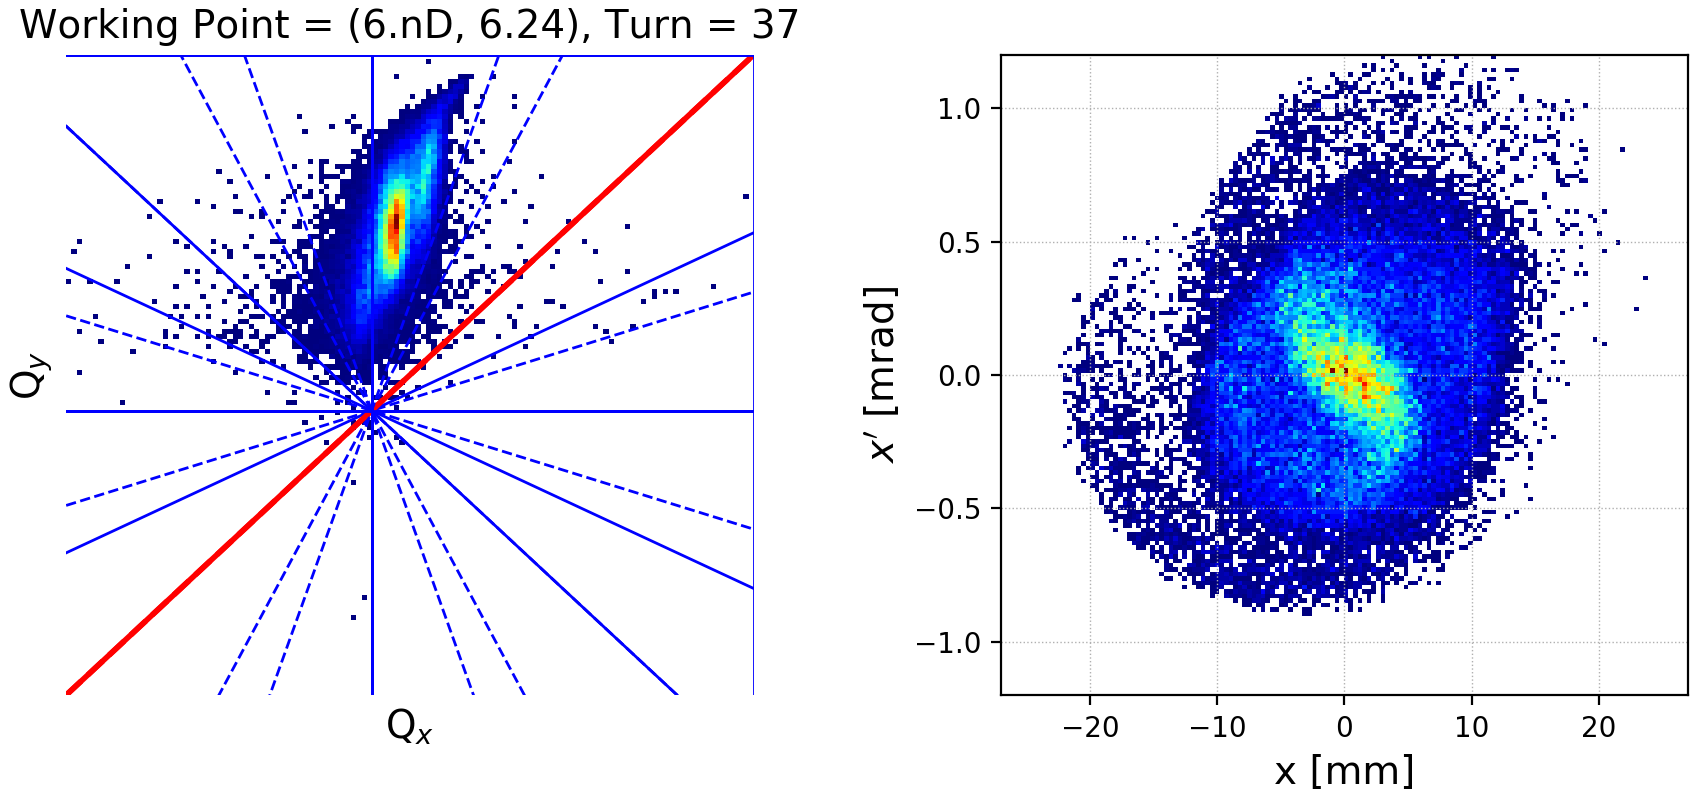 Working Point = (6.nD, 6.24), Turn = 37
Q_y
Q_x
1.0
0.5
0.0
−0.5
−1.0
x′ [mrad]
−20 −10 0 10 20
x [mm]